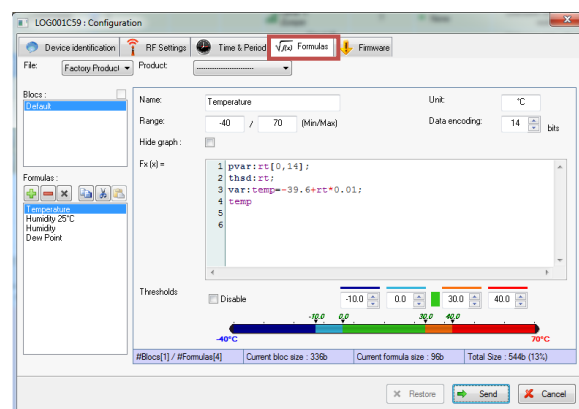 LOG001C59 : Configuration
Device identification RF Settings Time & Period √f(x) Formulas Firmware
File: Factory Product Product: ------------------------
Blocs :
Default
Name: Temperature Unit: °C
Range: -40 / 70 (Min/Max) Data encoding: 14 bits
Hide graph :
Fx (x) =
1 pvar:rt[0,14];
2 thsd:rt;
3 var:temp=-39.6+rt*0.01;
4 temp
5
6
Formulas :
Temperature
Humidity 25°C
Humidity
Dew Point
Thresholds Disable -10.0 0.0 30.0 40.0
-10.0 0.0 30.0 40.0
-40°C 70°C
#Blocs[1] / #Formulas[4] Current bloc size : 336b Current formula size : 96b Total Size : 544b (13%)
Restore Send Cancel